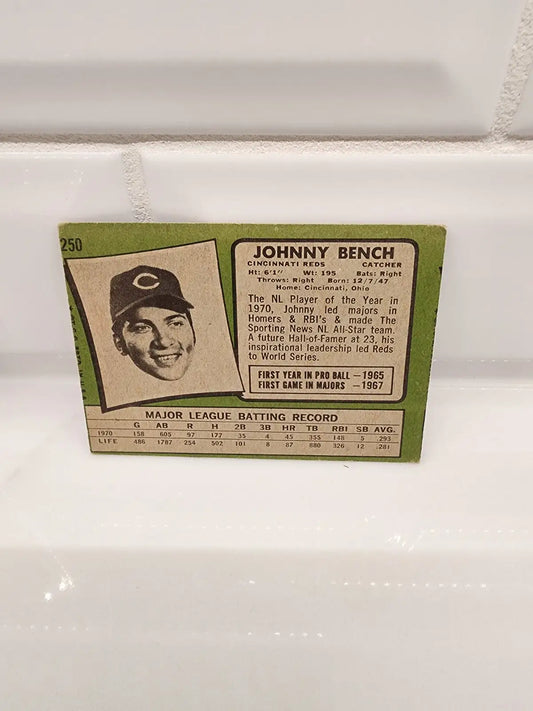 250
JOHNNY BENCH
CINCINNATI REDS CATCHER
Ht: 6'1" Wt: 195 Bats: Right
Throws: Right Born: 12/7/47
Home: Cincinnati, Ohio
The NL Player of the Year in
1970, Johnny led majors in
Homers & RBI's & made The
Sporting News NL All-Star team.
A future Hall-of-Famer at 23, his
inspirational leadership led Reds
to World Series.
FIRST YEAR IN PRO BALL — 1965
FIRST GAME IN MAJORS — 1967
C
MAJOR LEAGUE BATTING RECORD
G AB R H 2B 3B HR TB RBI SB AVG.
1970 158 605 97 177 35 4 45 355 148 5 .293
LIFE 486 1787 254 502 101 8 87 880 326 12 .281